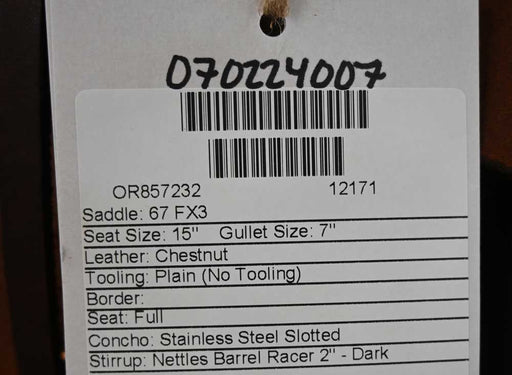 070224007
OR857232 12171
Saddle: 67 FX3
Seat Size: 15" Gullet Size: 7"
Leather: Chestnut
Tooling: Plain (No Tooling)
Border:
Seat: Full
Concho: Stainless Steel Slotted
Stirrup: Nettles Barrel Racer 2" - Dark